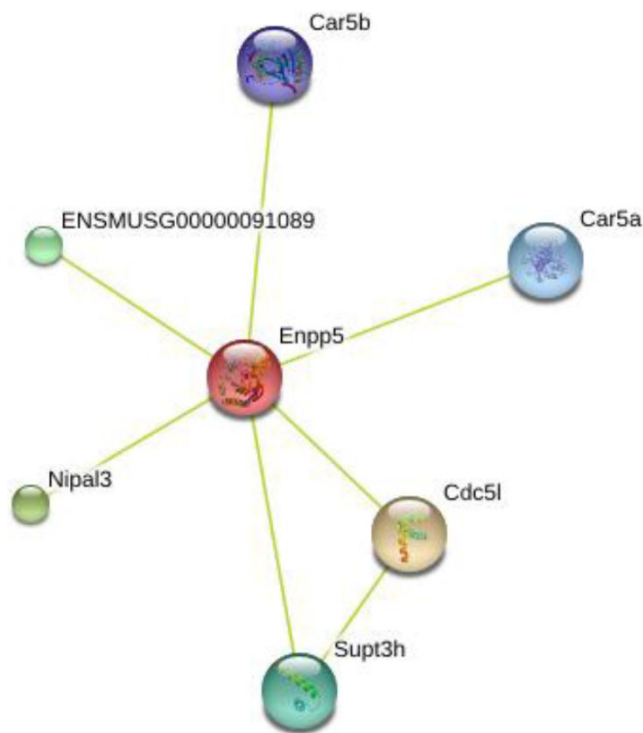 Car5b
ENSMUSG00000091089
Car5a
Enpp5
Nipal3
Cdc5l
Supt3h